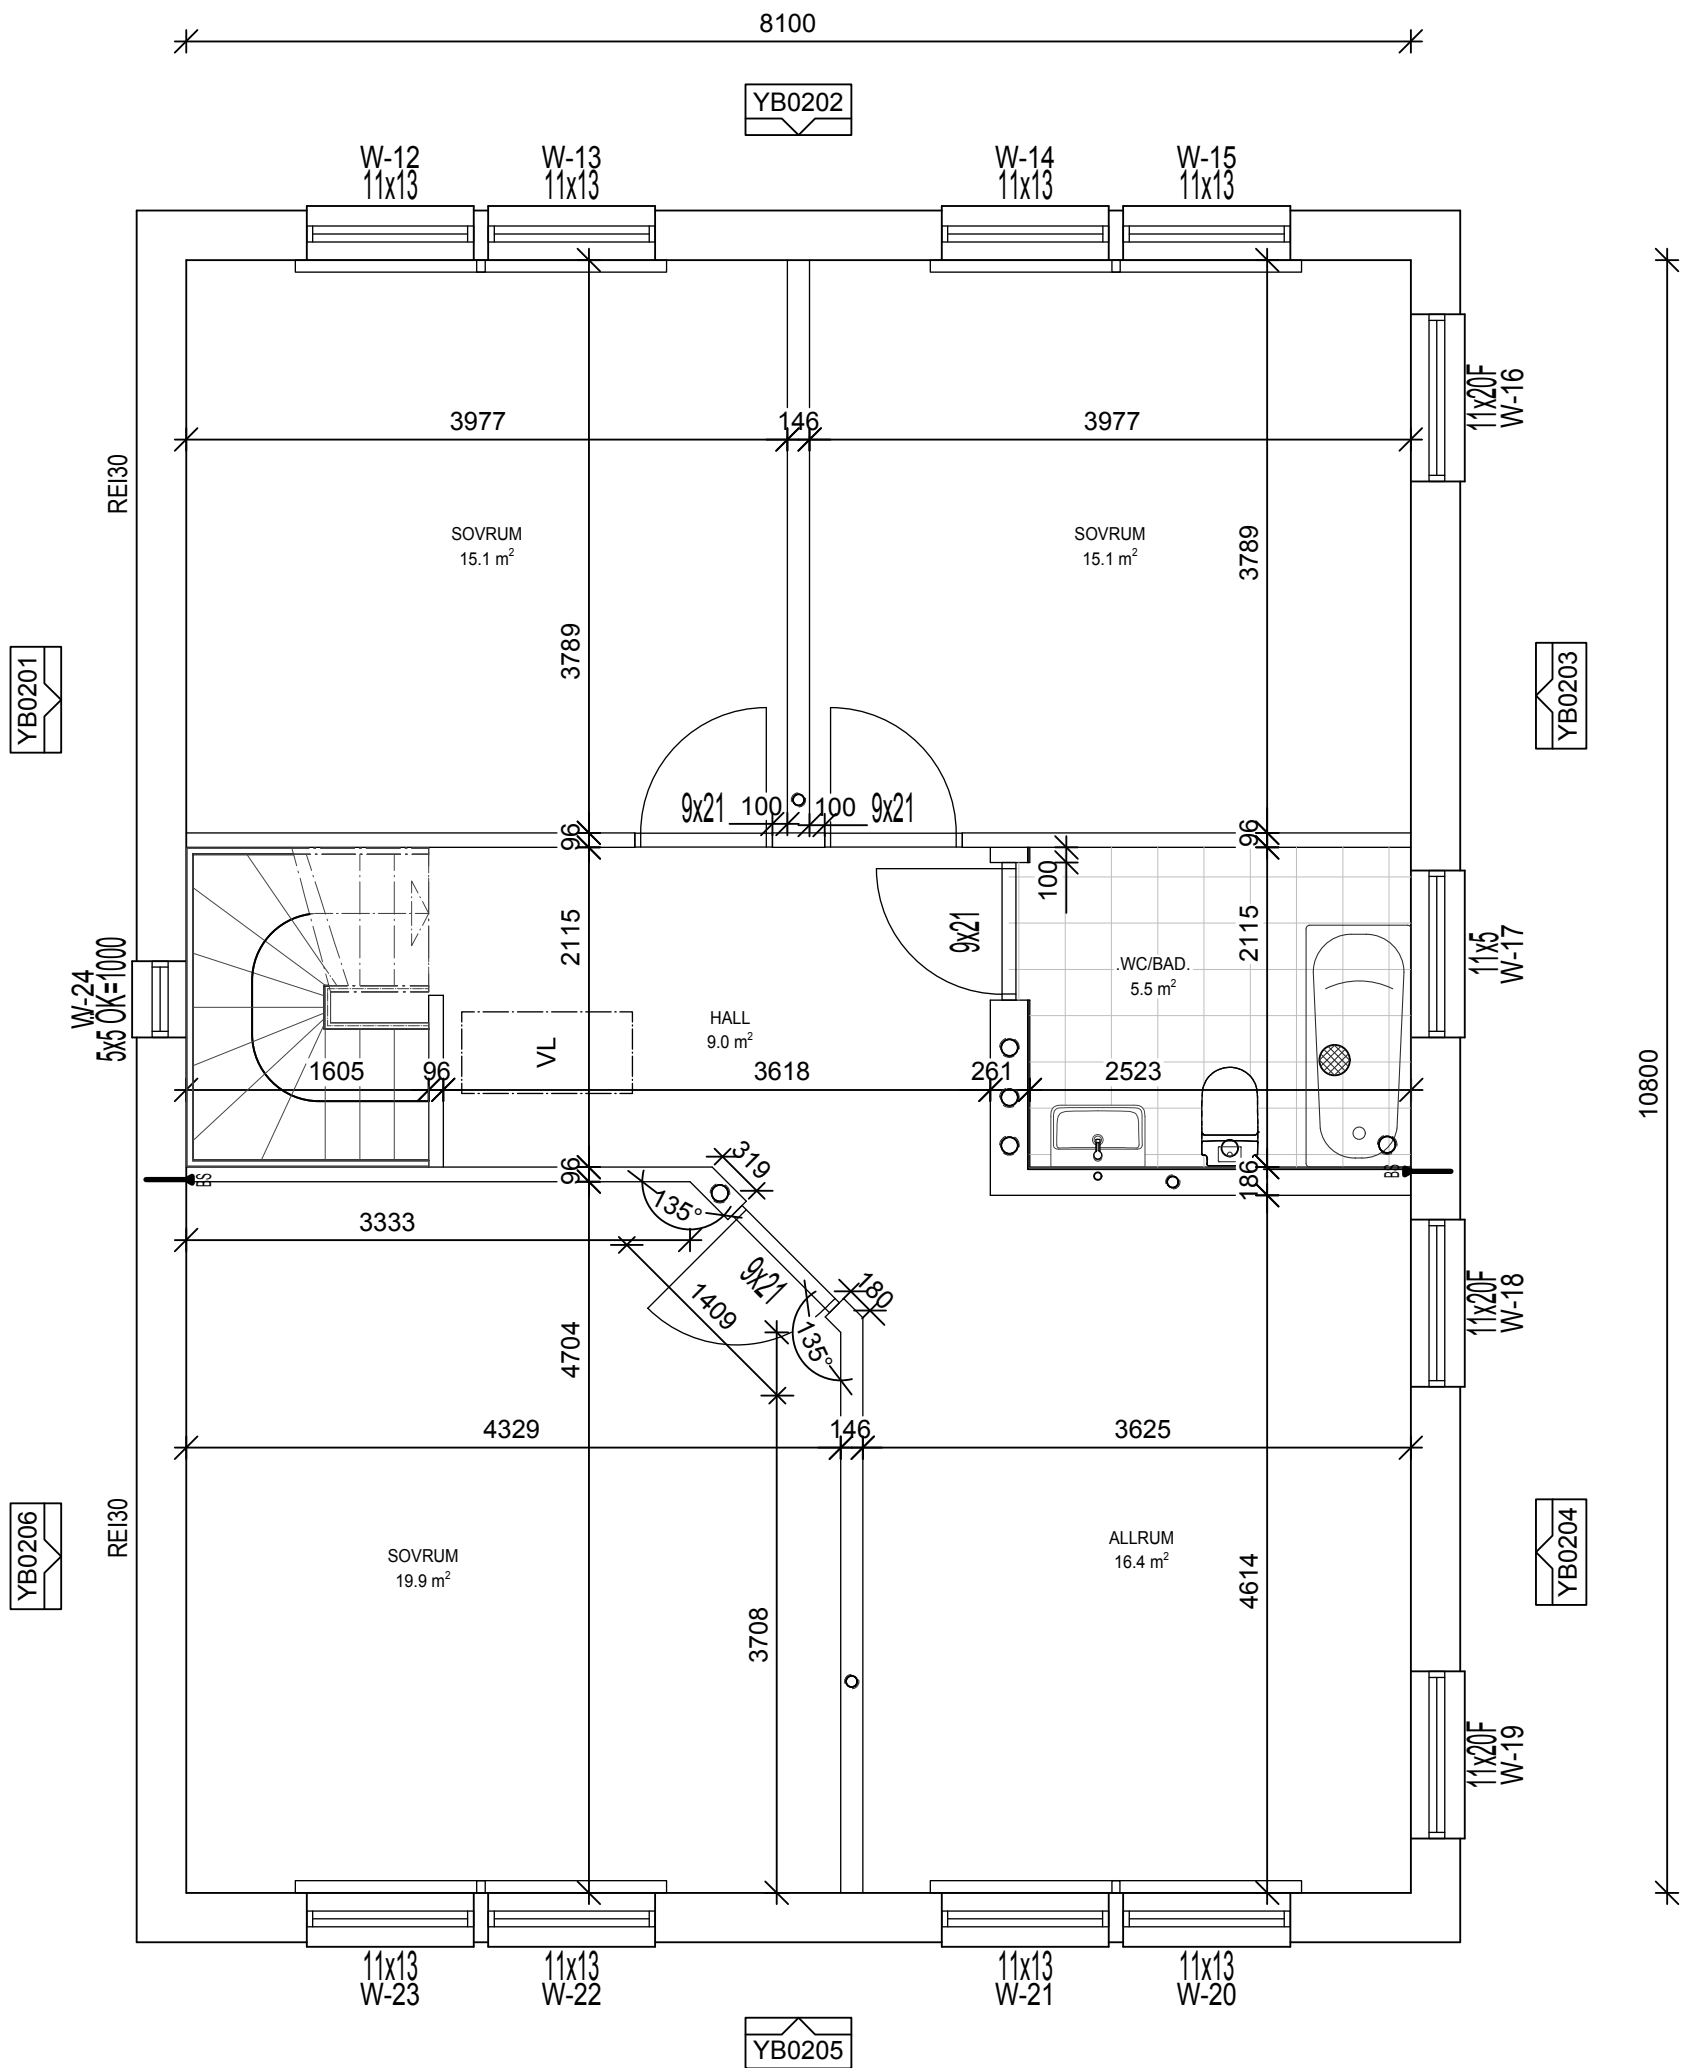 8100
YB0202
W-12
11x13
W-13
11x13
W-14
11x13
W-15
11x13
11x20F
W-16
3977
146
3977
REI30
SOVRUM
15.1 m²
SOVRUM
15.1 m²
3789
3789
YB0201
YB0203
9x21
100
100
9x21
96
96
100
2115
9x21
2115
W-24
5x5 OK=1000
.WC/BAD.
5.5 m²
11x5
W-17
HALL
9.0 m²
VL
1605
96
3618
261
2523
10800
BS
96
319
186
BS
135°
3333
9x21
1409
180
135°
11x20F
W-18
4704
4329
146
3625
REI30
YB0206
YB0204
SOVRUM
19.9 m²
ALLRUM
16.4 m²
4614
3708
11x20F
W-19
11x13
W-23
11x13
W-22
11x13
W-21
11x13
W-20
YB0205